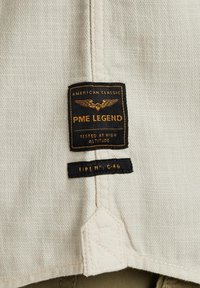 AMERICAN CLASSIC
PME LEGEND
TESTED AT HIGH
ALTITUDE